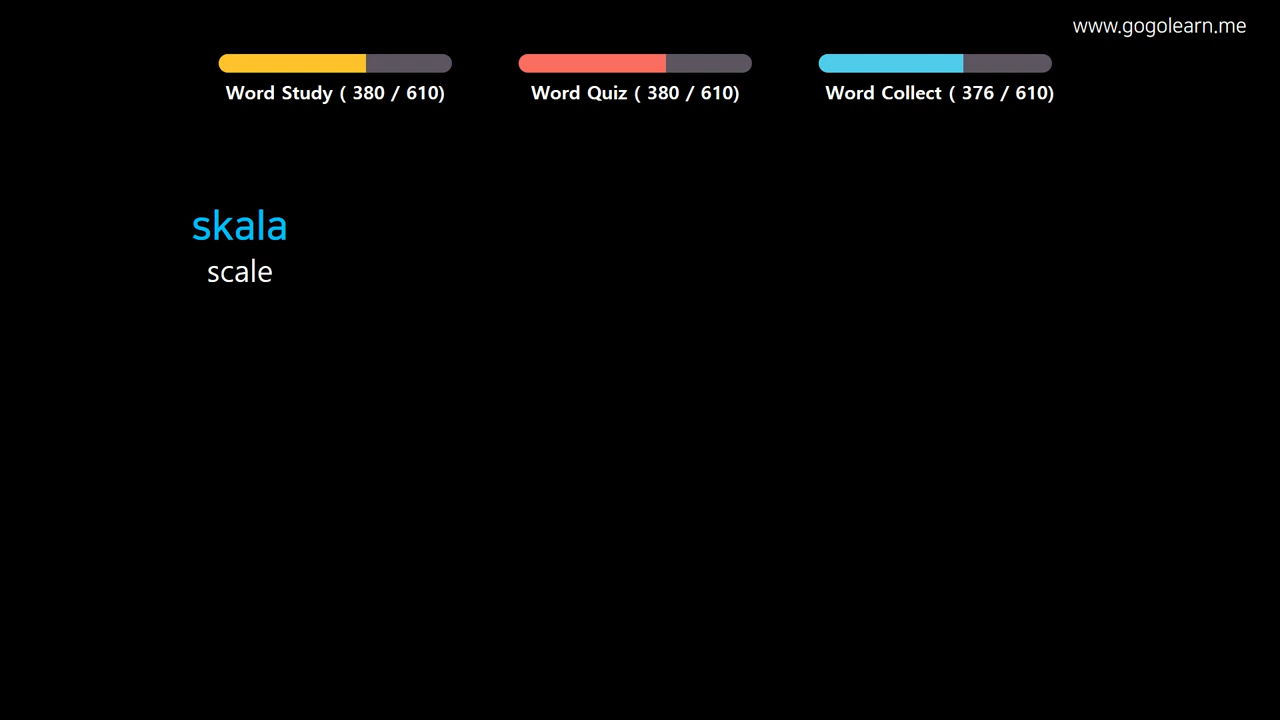 www.gogolearn.me
Word Study ( 380 / 610)
Word Quiz ( 380 / 610)
Word Collect ( 376 / 610)
skala
scale